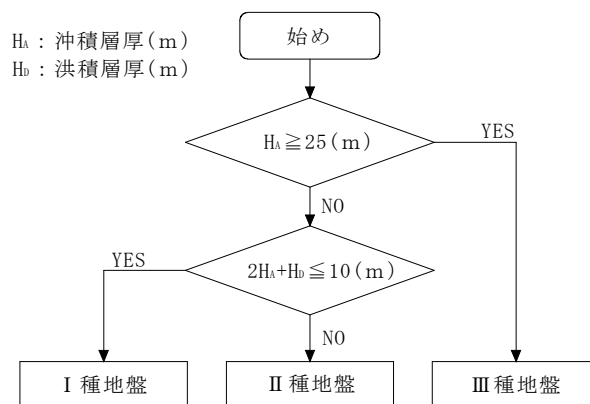 始め
HA：沖積層厚(m)
HD：洪積層厚(m)
HA≧25(m)
YES
NO
YES
2HA+HD≦10(m)
NO
Ⅰ種地盤
Ⅱ種地盤
Ⅲ種地盤